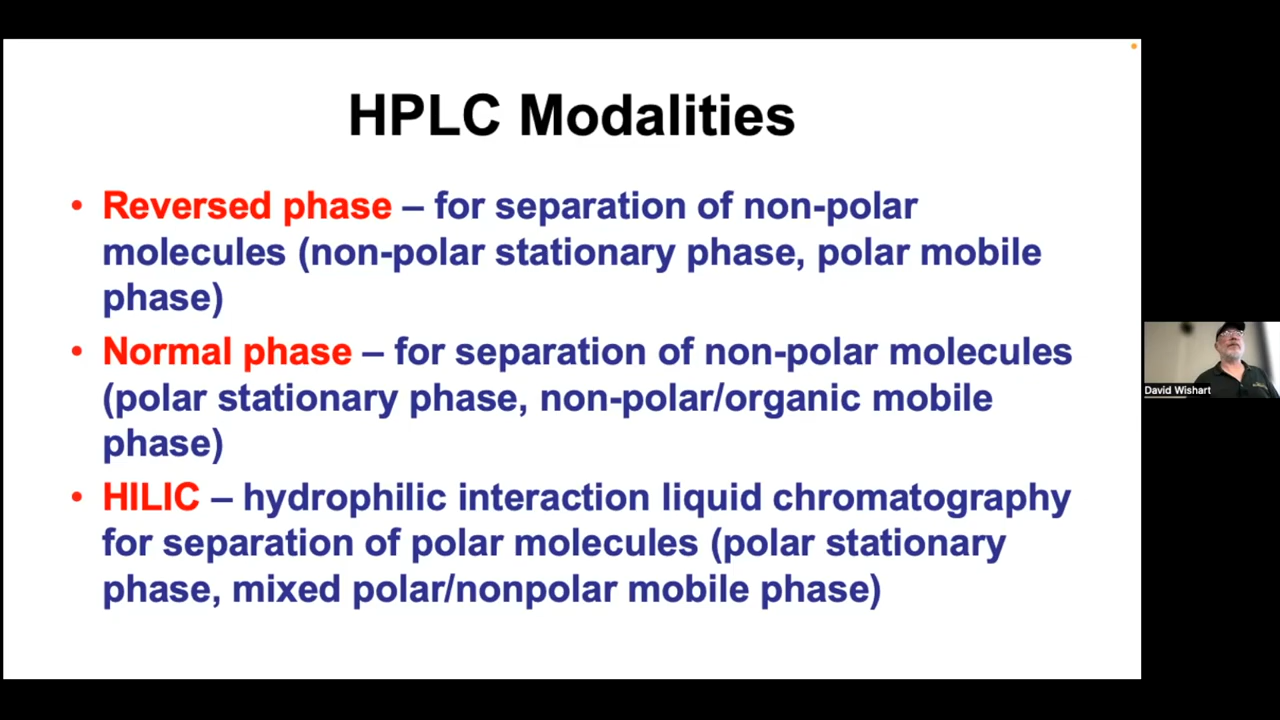 HPLC Modalities
• Reversed phase – for separation of non-polar
molecules (non-polar stationary phase, polar mobile
phase)
• Normal phase – for separation of non-polar molecules
(polar stationary phase, non-polar/organic mobile
phase)
• HILIC – hydrophilic interaction liquid chromatography
for separation of polar molecules (polar stationary
phase, mixed polar/nonpolar mobile phase)
David Wishart